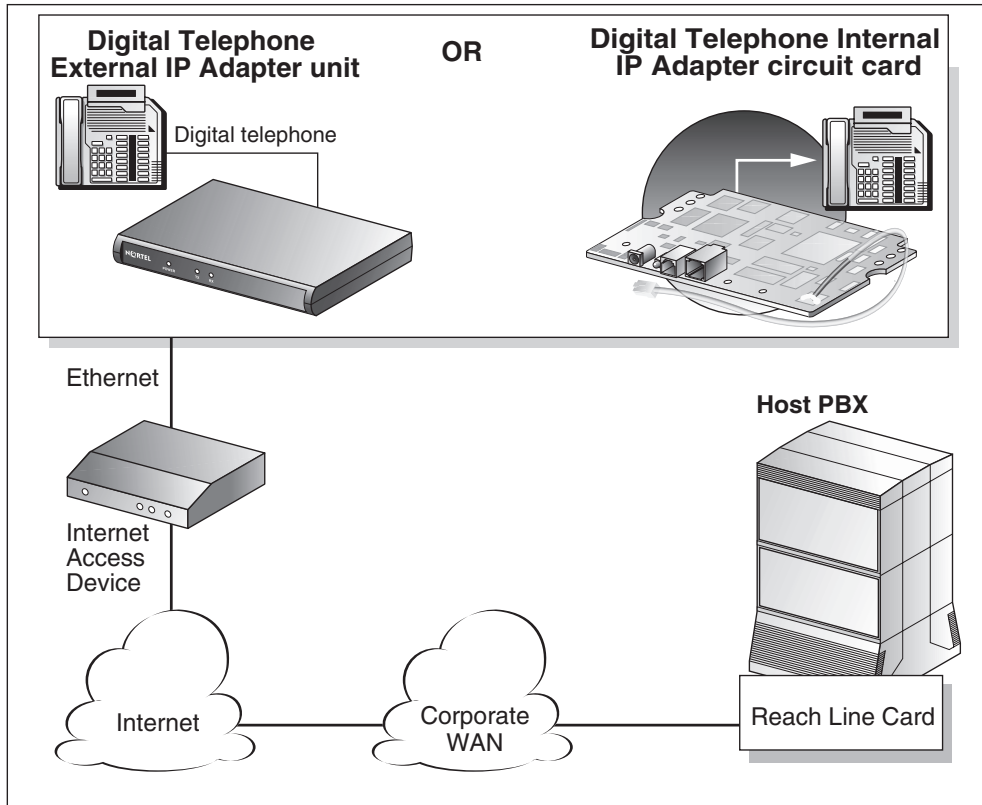 Digital Telephone
External IP Adapter unit
OR
Digital Telephone Internal
IP Adapter circuit card
Digital telephone
NORTEL
POWER
Ethernet
Host PBX
Internet
Access
Device
Internet
Corporate
WAN
Reach Line Card